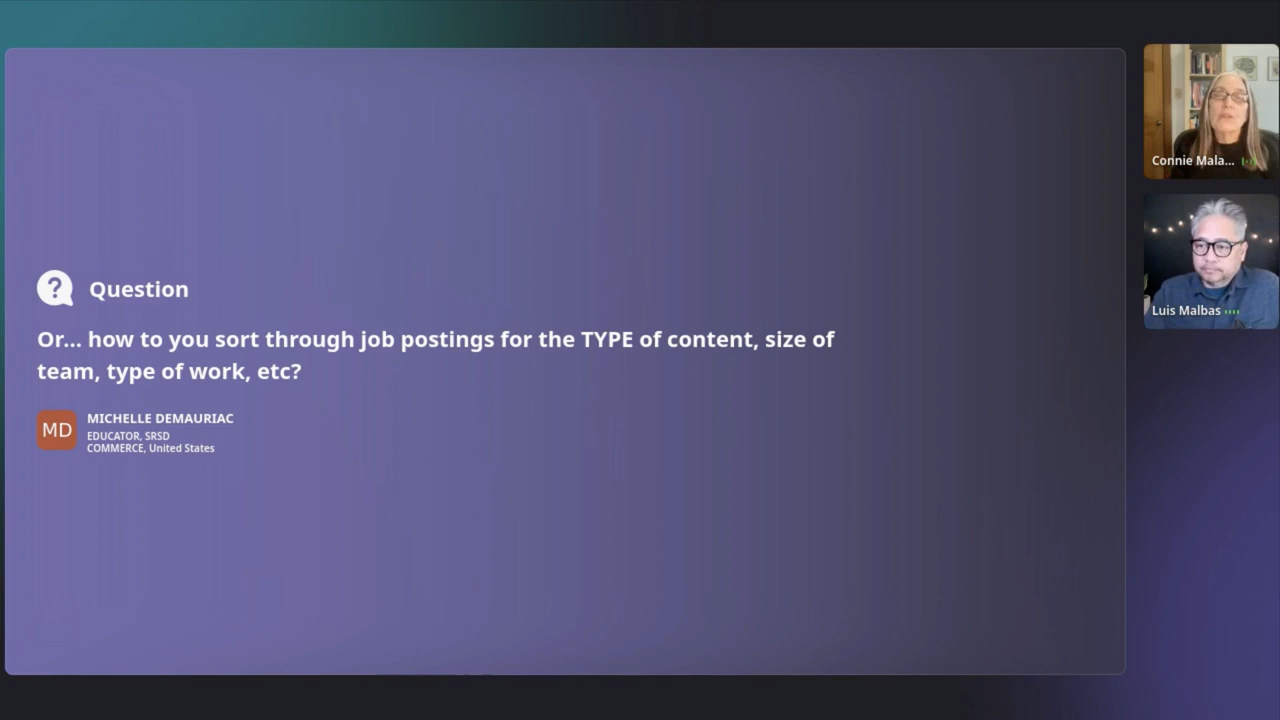 Question
Or... how to you sort through job postings for the TYPE of content, size of
team, type of work, etc?
MD
MICHELLE DEMAURIAC
EDUCATOR, SRSD
COMMERCE, United States
Connie Mala...
Luis Malbas